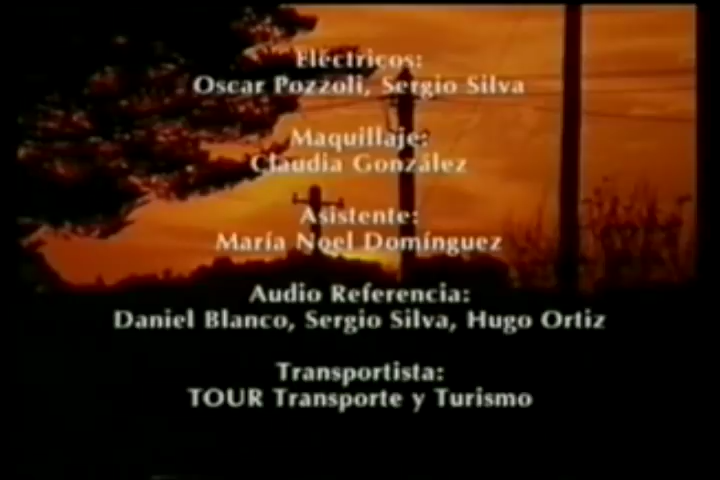 Eléctricos:
Oscar Pozzoli, Sergio Silva
Maquillaje:
Claudia González
Asistente:
María Noel Domínguez
Audio Referencia:
Daniel Blanco, Sergio Silva, Hugo Ortiz
Transportista:
TOUR Transporte y Turismo